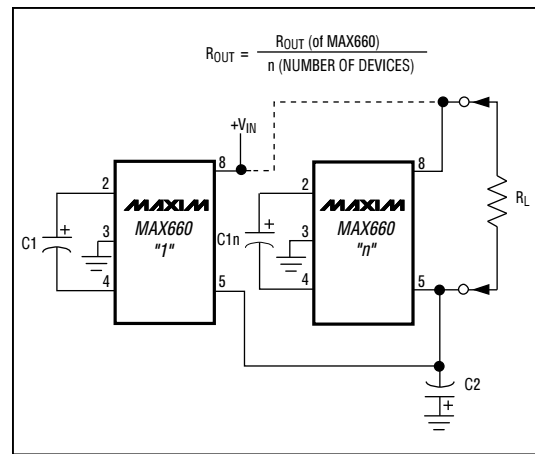 ROUT = ROUT (of MAX660)
n (NUMBER OF DEVICES)
+VIN
8
8
2
2
MAXIM
MAX660
"1"
MAXIM
MAX660
"n"
RL
C1
+
3
C1n
+
3
4
5
4
5
C2
+